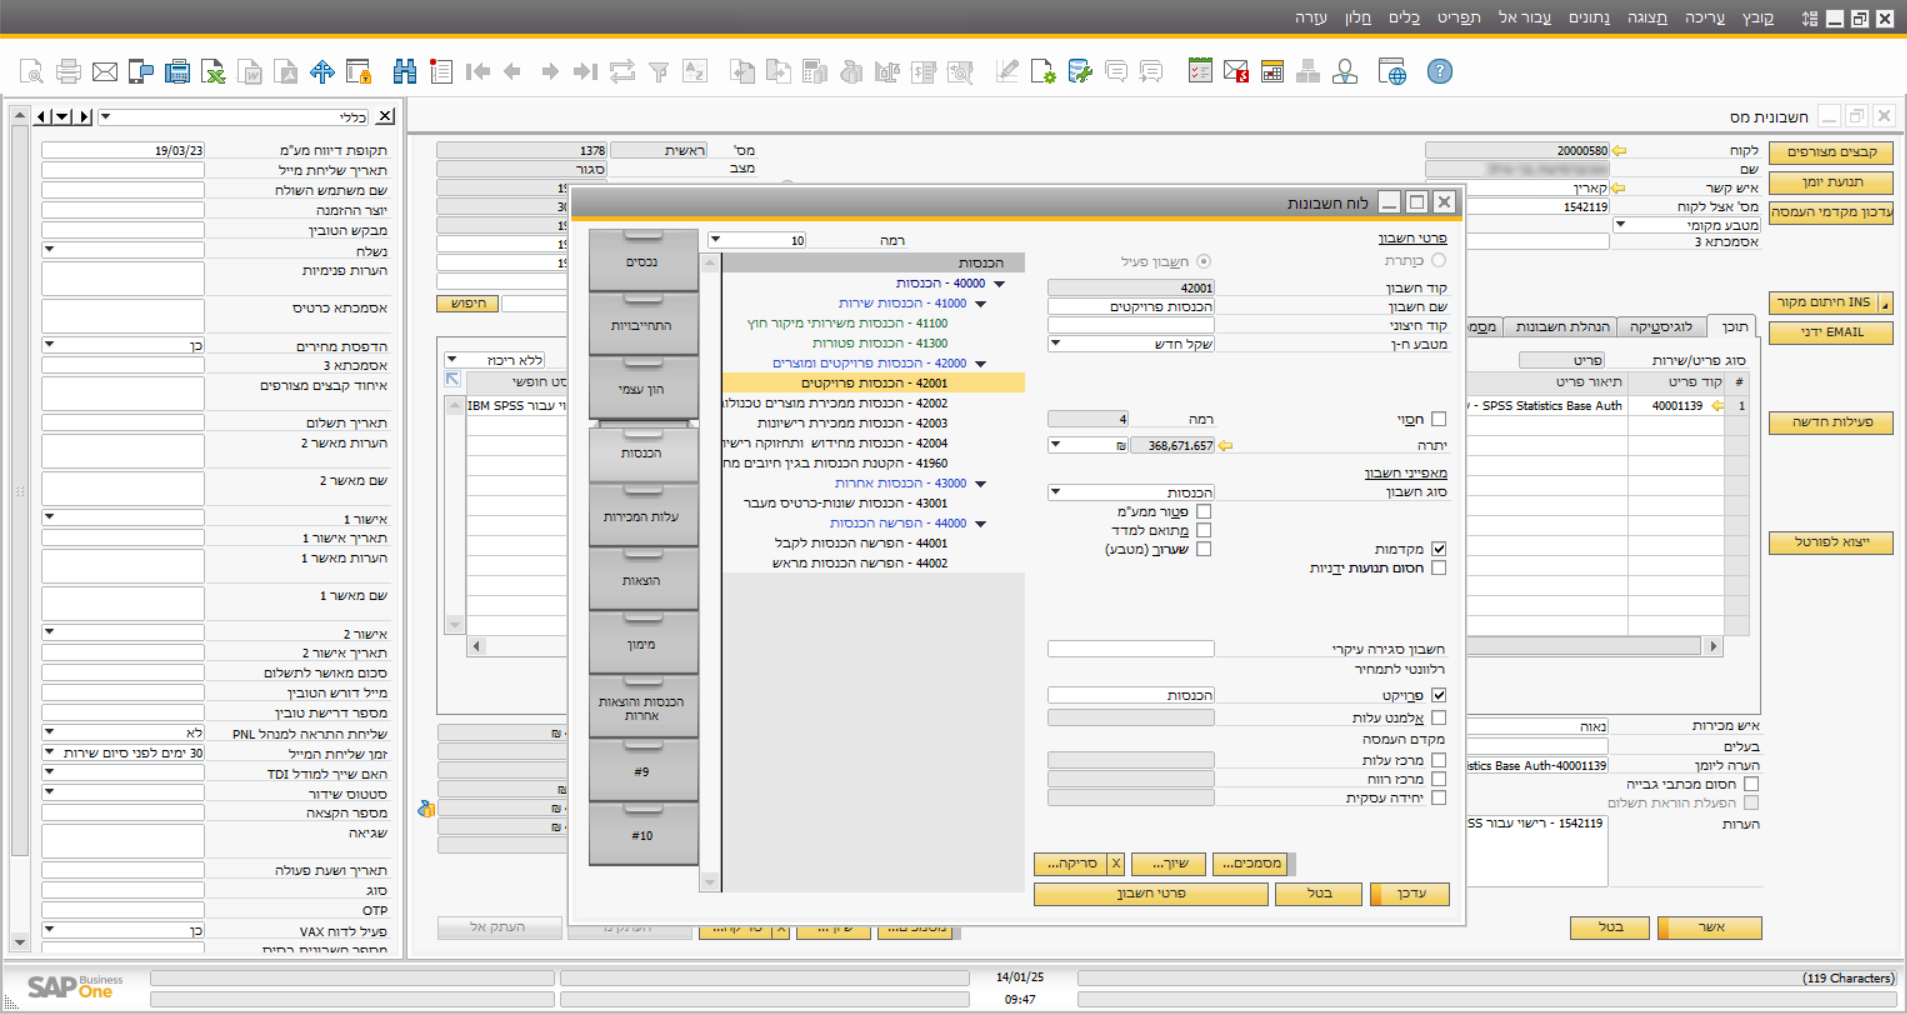 קובץ עריכה תצוגה נתונים עבור אל תפריט כלים חלון עזרה
חשבונית מס
קבצים מצורפים
תנועת יומן
עדכון מקדמי העמסה
INS חיתום מקור
EMAIL ידני
פעילות חדשה
ייצוא לפורטל
לקוח 20000580
שם
איש קשר קארין
מס' אצל לקוח 1542119
מטבע מקומי
אסמכתא 3
מס' ראשית 1378
מצב סגור
חיפוש
תוכן לוגיסטיקה הנהלת חשבונות
סוג פריט/שירות פריט
ללא ריכוז
# קוד פריט תיאור פריט
1 40001139 SPSS Statistics Base Auth -
IBM SPSS
איש מכירות נאוה
בעלים
הערה ליומן istics Base Auth-40001139
חסום מכתבי גבייה
הפעלת הוראת תשלום
הערות 1542119 - רישוי עבור SS
אשר בטל
העתק אל
לוח חשבונות
פרטי חשבון
כותרת חשבון פעיל
קוד חשבון 42001
שם חשבון הכנסות פרויקטים
קוד חיצוני
מטבע ח-ן שקל חדש
חסוי רמה 4
יתרה 368,671.657 ₪
מאפייני חשבון
סוג חשבון הכנסות
פטור ממע"מ
מתואם למדד
מקדמות שערוך (מטבע)
חסום תנועות ידניות
חשבון סגירה עיקרי
רלוונטי לתמחיר
פרויקט הכנסות
אלמנט עלות
מקדם העמסה
מרכז עלות
מרכז רווח
יחידה עסקית
מסמכים... שיוך... סריקה... X
עדכן בטל פרטי חשבון
רמה 10
הכנסות
40000 - הכנסות
41000 - הכנסות שירות
41100 - הכנסות משירותי מיקור חוץ
41300 - הכנסות פטורות
42000 - הכנסות פרויקטים ומוצרים
42001 - הכנסות פרויקטים
42002 - הכנסות ממכירת מוצרים טכנולוג
42003 - הכנסות ממכירת רישיונות
42004 - הכנסות מחידוש ותחזוקה רישיו
41960 - הקטנת הכנסות בגין חיובים מח
43000 - הכנסות אחרות
43001 - הכנסות שונות-כרטיס מעבר
44000 - הפרשה הכנסות
44001 - הפרשה הכנסות לקבל
44002 - הפרשה הכנסות מראש
נכסים
התחייבויות
הון עצמי
הכנסות
עלות המכירות
הוצאות
מימון
הכנסות והוצאות
אחרות
#9
#10
כללי
תקופת דיווח מע"מ 19/03/23
תאריך שליחת מייל
שם משתמש השולח
יוצר ההזמנה
מבקש הטובין
נשלח
הערות פנימיות
אסמכתא כרטיס
הדפסת מחירים כן
אסמכתא 3
איחוד קבצים מצורפים
תאריך תשלום
הערות מאשר 2
שם מאשר 2
אישור 1
תאריך אישור 1
הערות מאשר 1
שם מאשר 1
אישור 2
תאריך אישור 2
סכום מאושר לתשלום
מייל דורש הטובין
מספר דרישת טובין
שליחת התראה למנהל PNL לא
זמן שליחת המייל 30 ימים לפני סיום שירות
האם שייך למודל TDI
סטטוס שידור
מספר הקצאה
שגיאה
תאריך ושעת פעולה
סוג
OTP
פעיל לדוח VAX כן
SAP Business One
14/01/25
09:47
(119 Characters)